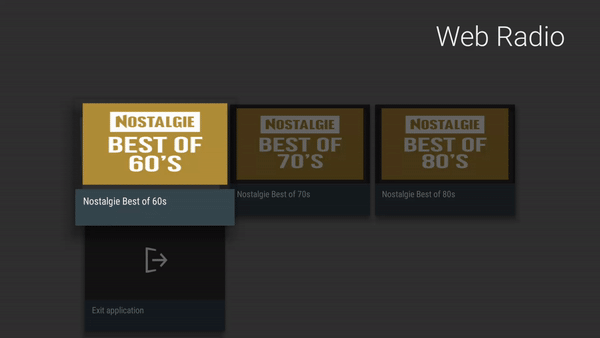 Web Radio
NOSTALGIE
BEST OF
60'S
NOSTALGIE
BEST OF
70'S
NOSTALGIE
BEST OF
80'S
Nostalgie Best of 60s
Nostalgie Best of 70s
Nostalgie Best of 80s
Exit application